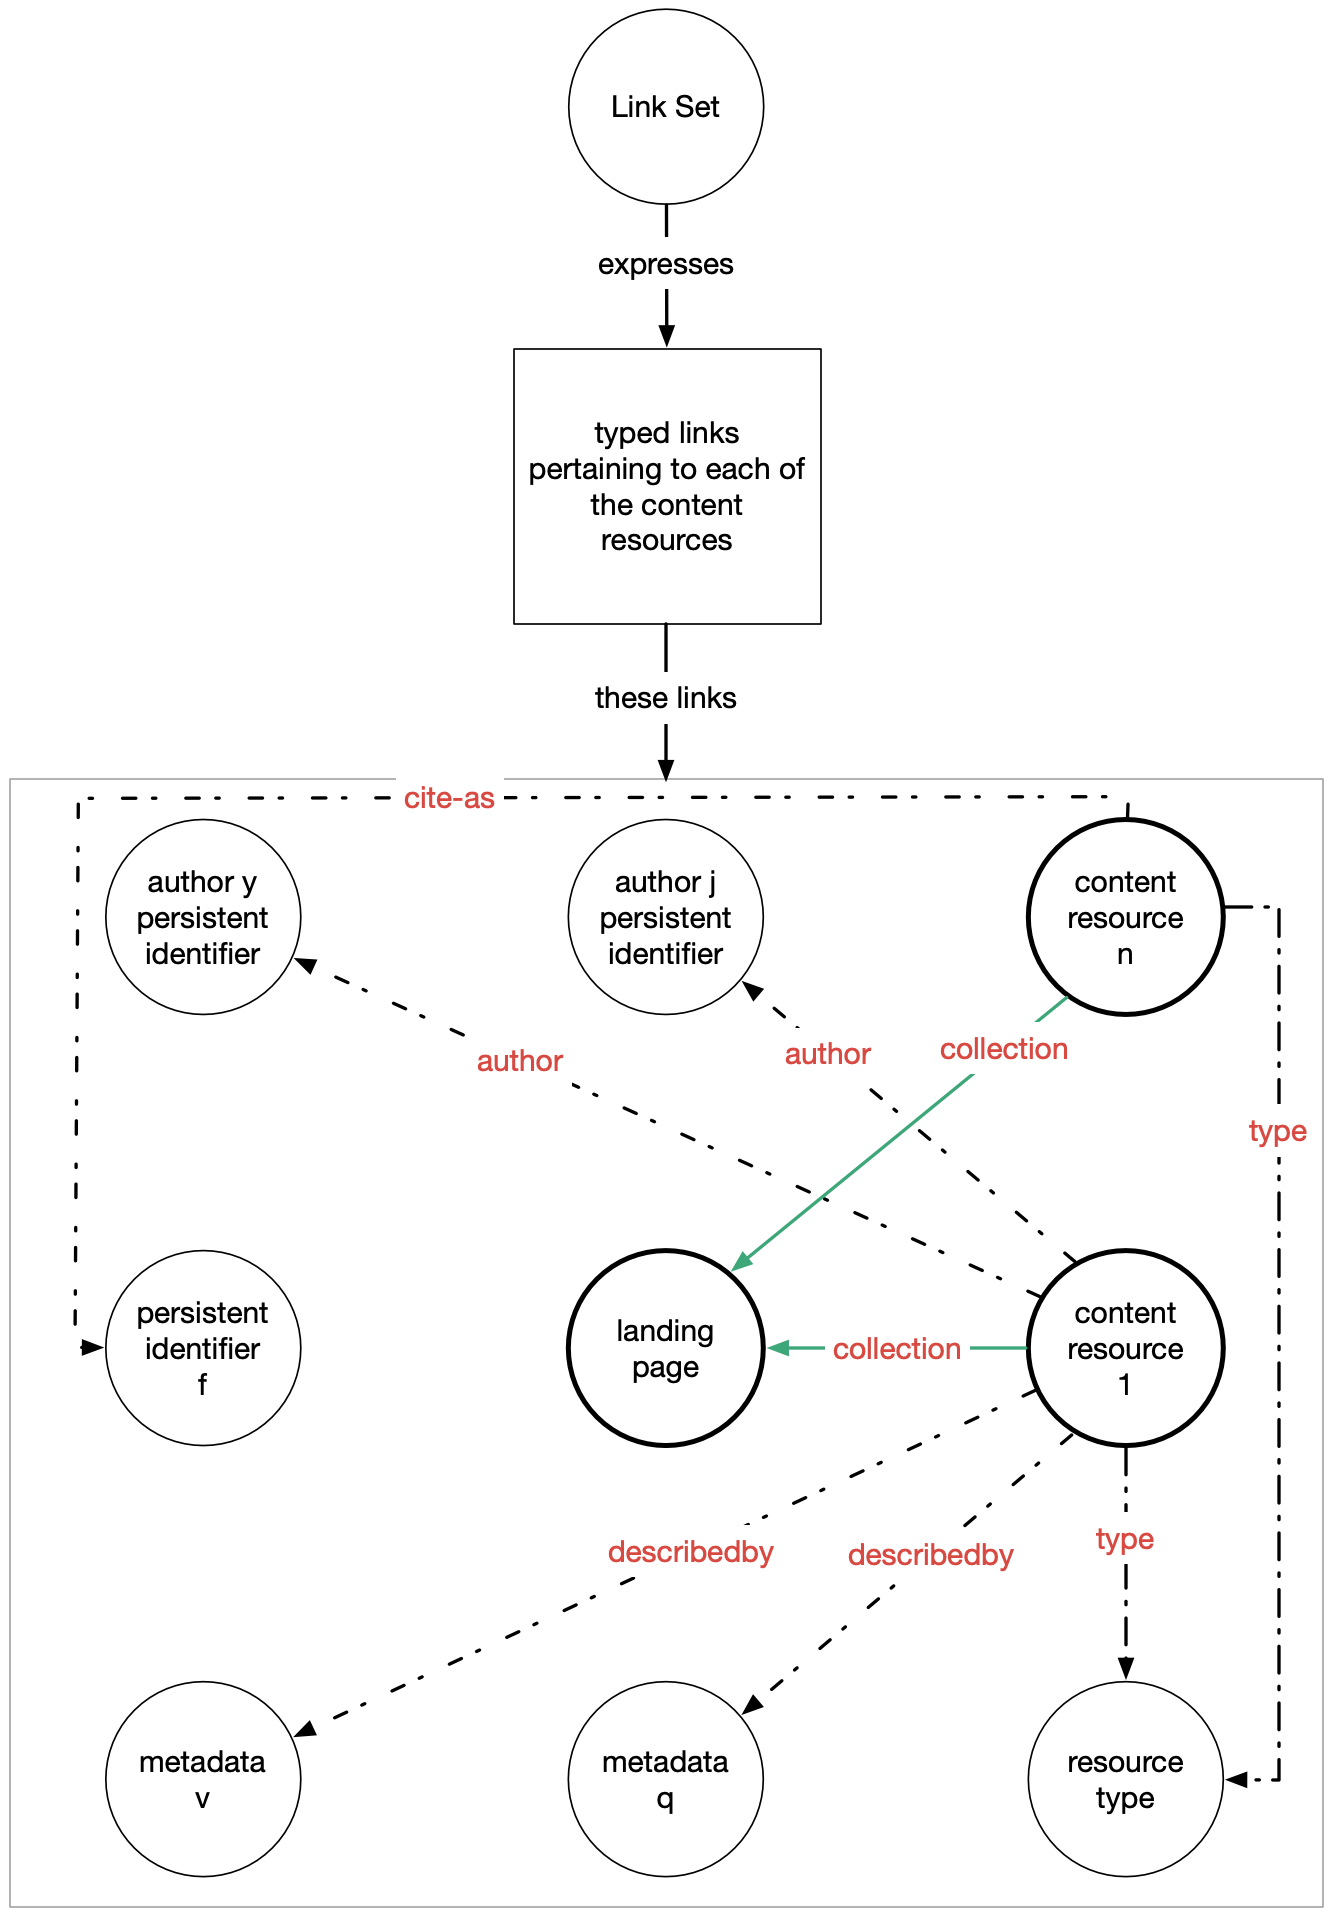 Link Set
expresses
typed links
pertaining to each of
the content
resources
these links
cite-as
author y
persistent
identifier
author j
persistent
identifier
content
resource
n
author
author
collection
type
persistent
identifier
f
landing
page
collection
content
resource
1
describedby
describedby
type
metadata
v
metadata
q
resource
type